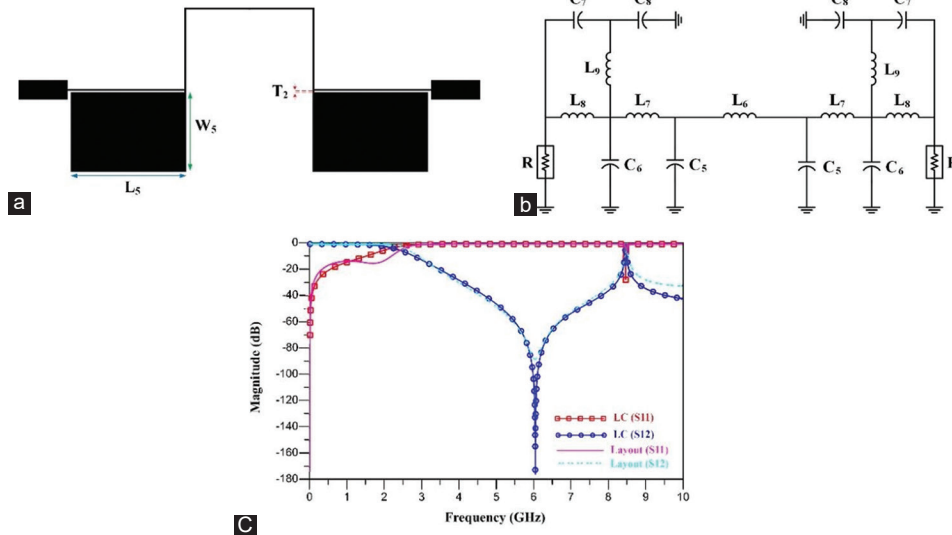 T₂
W₅
L₅
a
C₇ C₈ C₈ C₇
L₉ L₉
L₈ L₇ L₆ L₇ L₈
R C₆ C₅ C₅ C₆
b
0
-20
-40
-60
-80
-100
-120
-140
-160
-180
Magnitude (dB)
LC (S11)
LC (S12)
Layout (S11)
Layout (S12)
0 1 2 3 4 5 6 7 8 9 10
Frequency (GHz)
C